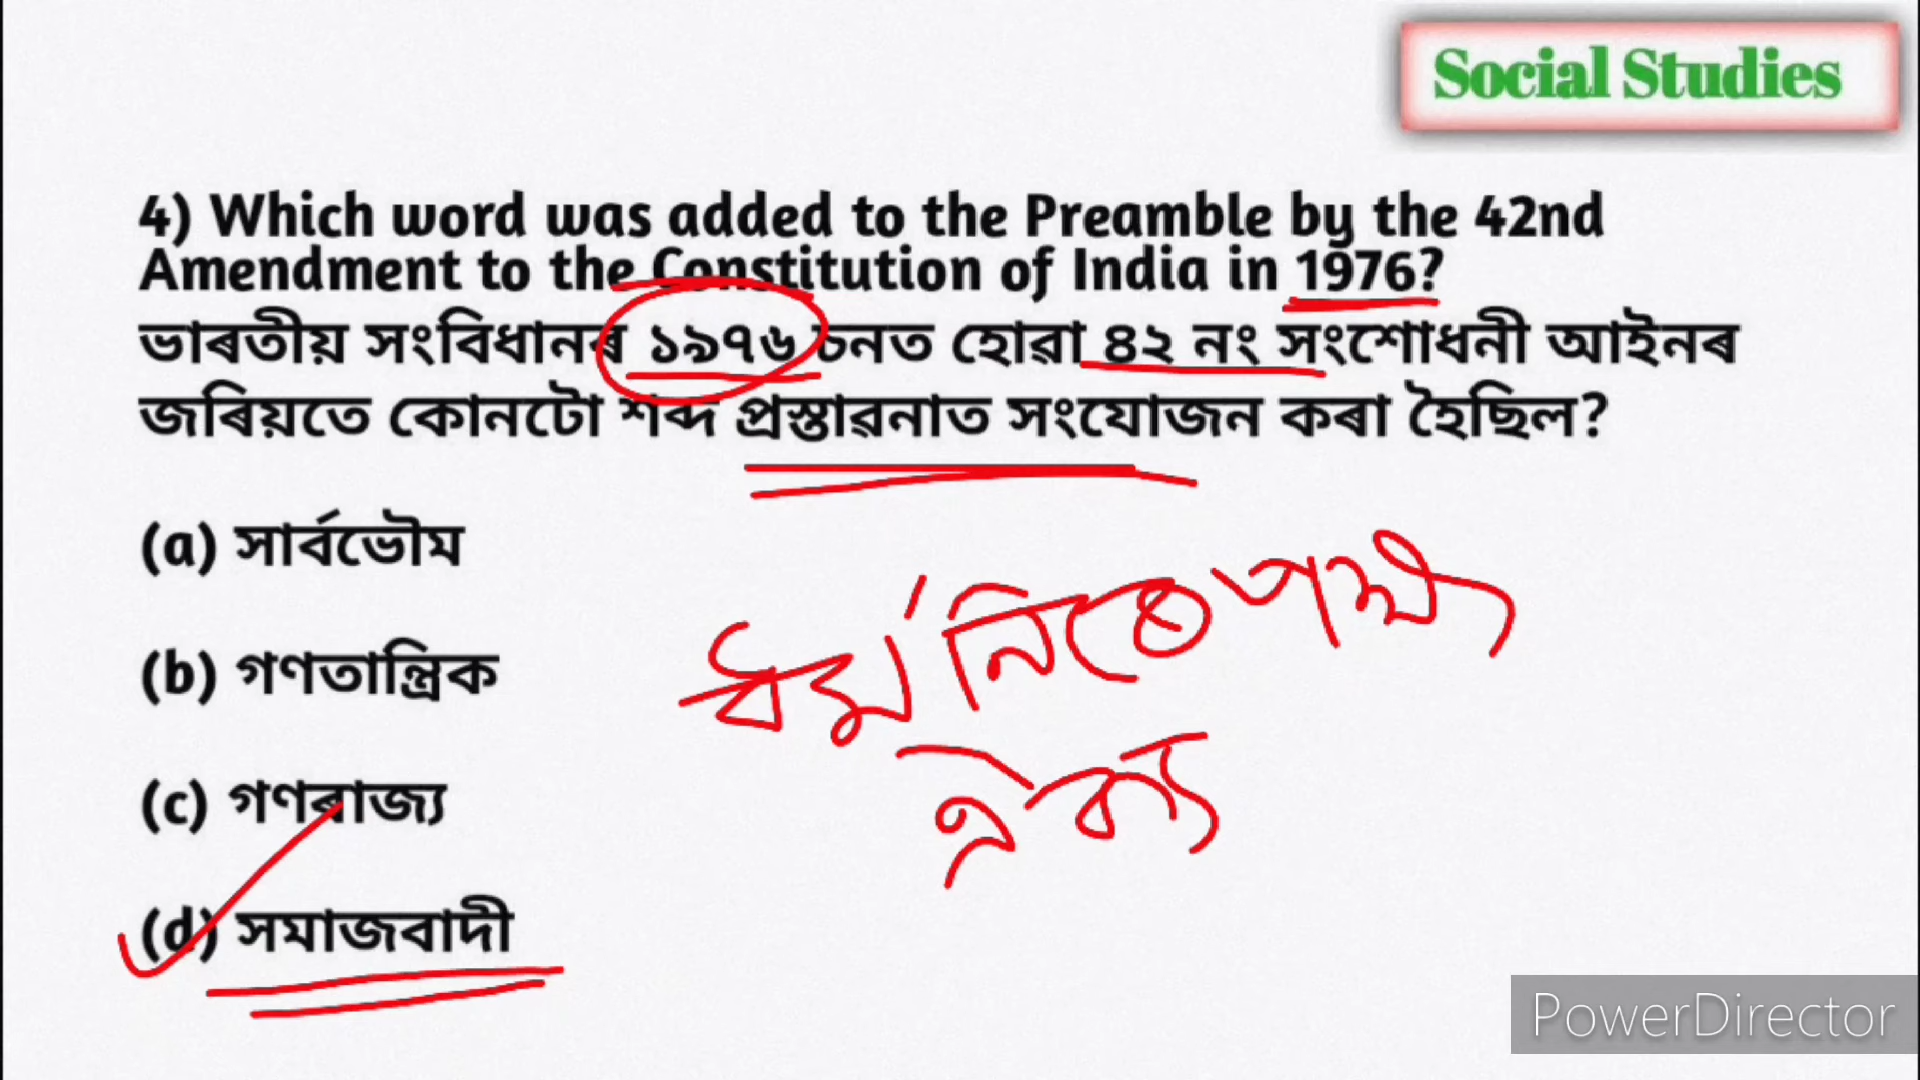 Social Studies
4) Which word was added to the Preamble by the 42nd
Amendment to the Constitution of India in 1976?
ভাৰতীয় সংবিধানৰ ১৯৭৬ চনত হোৱা ৪২ নং সংশোধনী আইনৰ
জৰিয়তে কোনটো শব্দ প্ৰস্তাৱনাত সংযোজন কৰা হৈছিল?
(a) সাৰ্বভৌম
(b) গণতান্ত্ৰিক
ধৰ্মনিৰপেক্ষ
ঐক্য
(c) গণৰাজ্য
(d) সমাজবাদী
PowerDirector